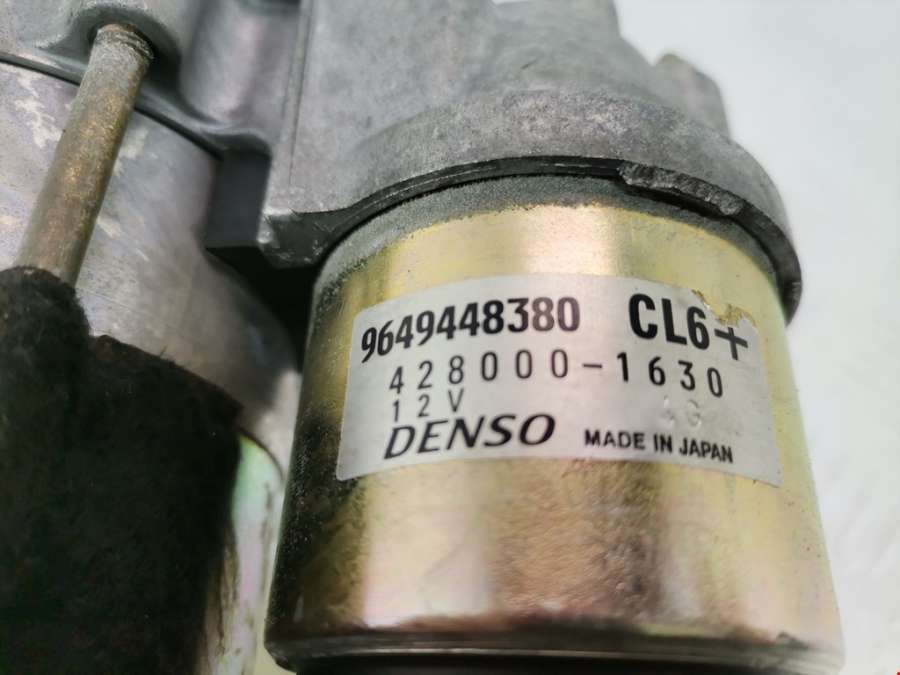 9649448380 CL6+
428000-1630
12V
DENSO MADE IN JAPAN